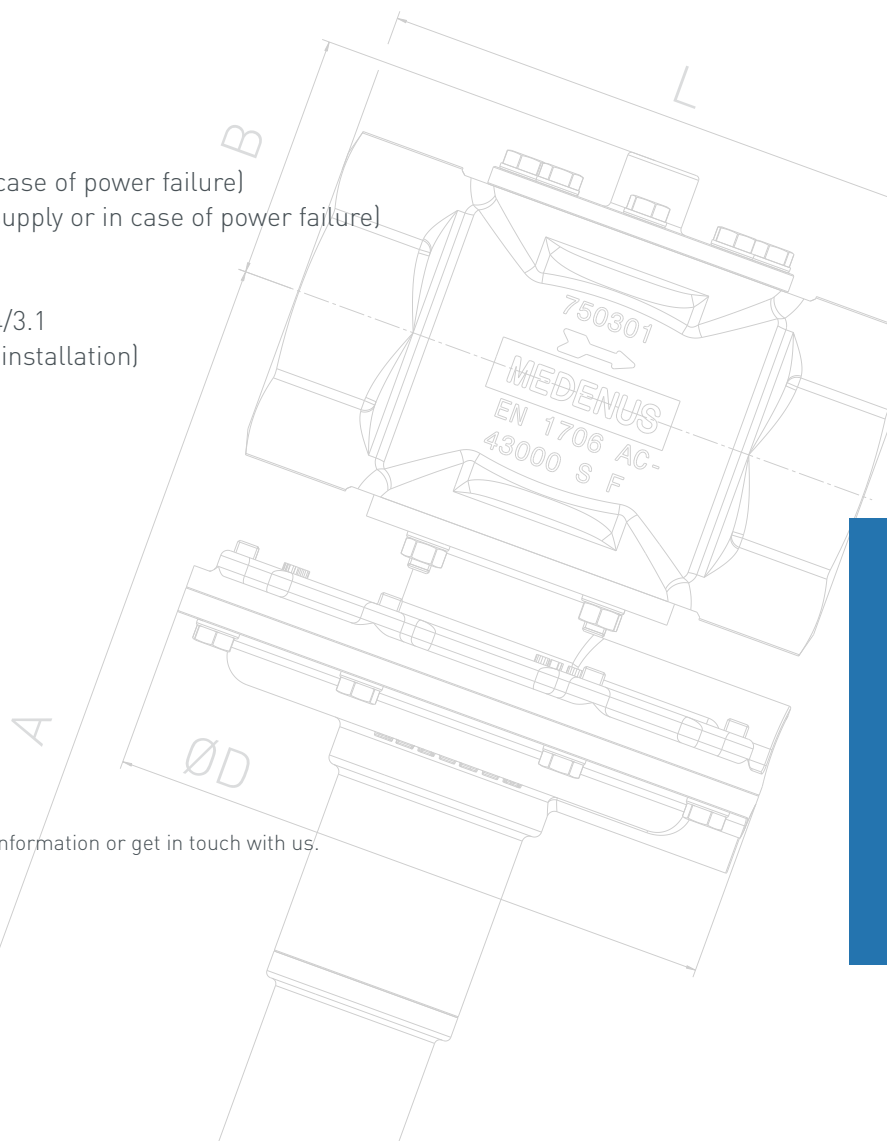 L
B
case of power failure)
upply or in case of power failure)
/3.1
installation)
750301
MEDENUS
EN 1706 AC-
43000 S F
A
ØD
nformation or get in touch with us.